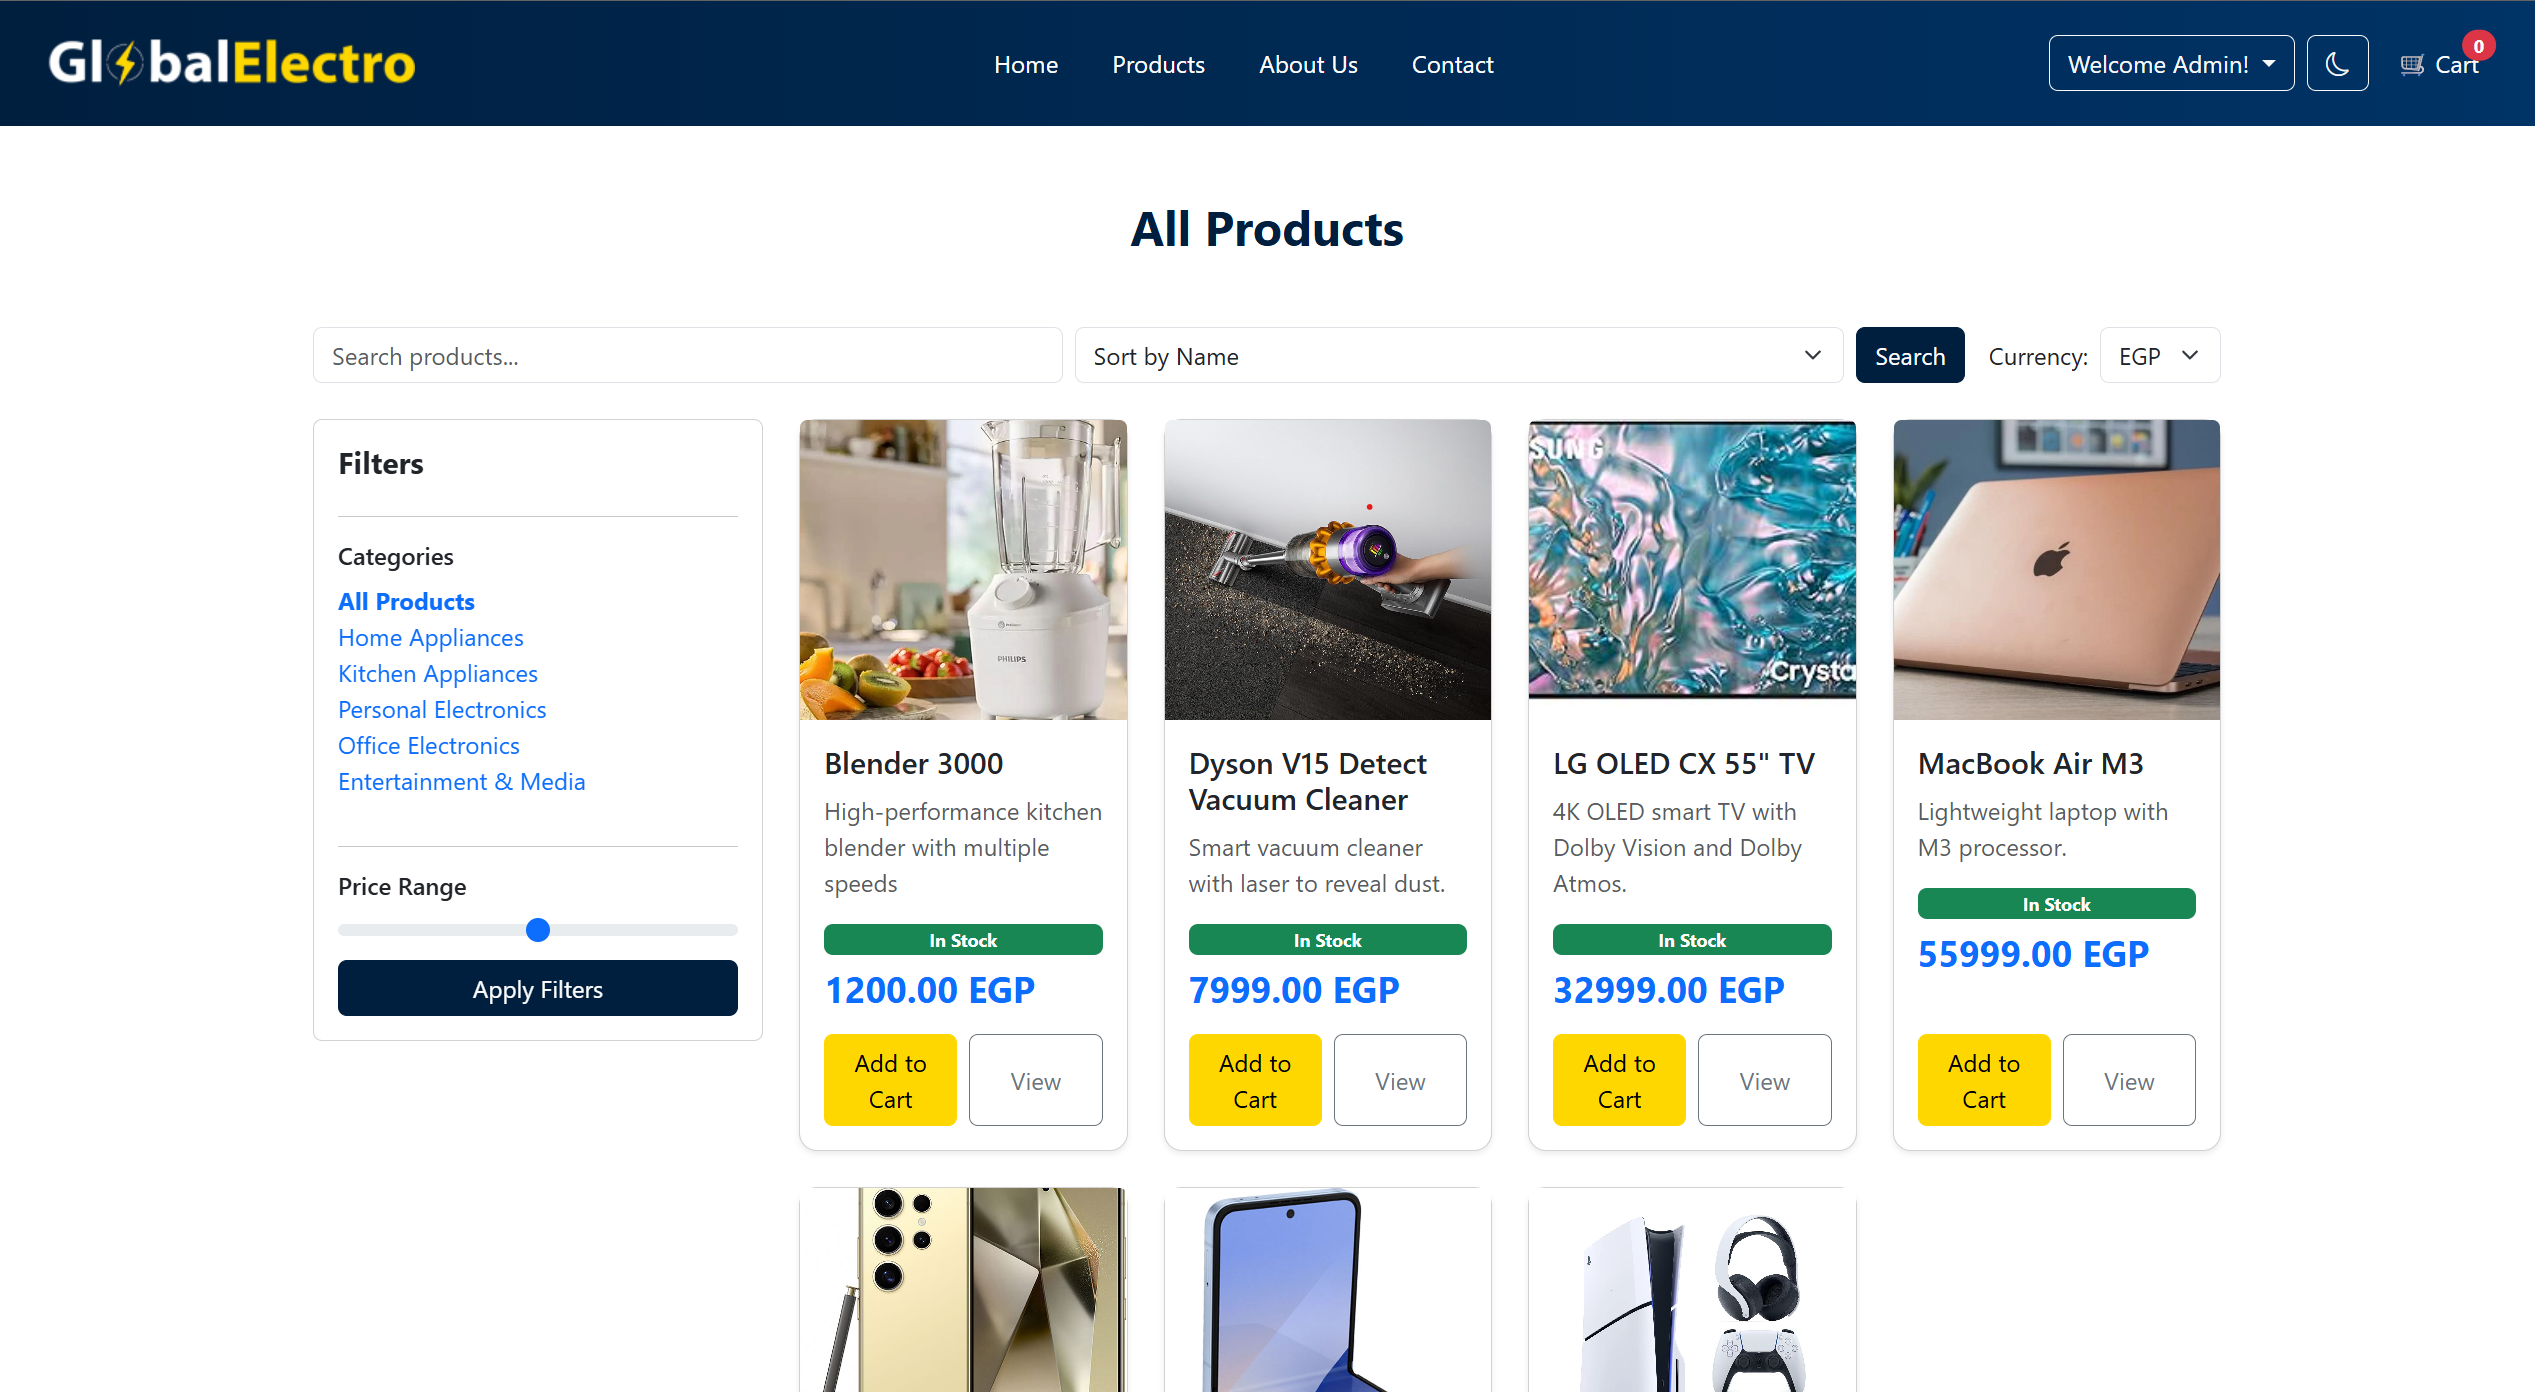 GlobalElectro
Home
Products
About Us
Contact
Welcome Admin!
Cart
0
All Products
Search products...
Sort by Name
Search
Currency:
EGP
Filters
Categories
All Products
Home Appliances
Kitchen Appliances
Personal Electronics
Office Electronics
Entertainment & Media
Price Range
Apply Filters
PHILIPS
Blender 3000
High-performance kitchen
blender with multiple
speeds
In Stock
1200.00 EGP
Add to
Cart
View
Dyson V15 Detect
Vacuum Cleaner
Smart vacuum cleaner
with laser to reveal dust.
In Stock
7999.00 EGP
Add to
Cart
View
SUNG
Crysta
LG OLED CX 55" TV
4K OLED smart TV with
Dolby Vision and Dolby
Atmos.
In Stock
32999.00 EGP
Add to
Cart
View
MacBook Air M3
Lightweight laptop with
M3 processor.
In Stock
55999.00 EGP
Add to
Cart
View